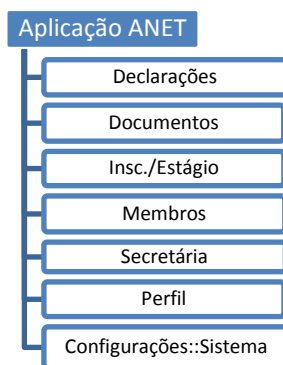 Aplicação ANET
Declarações
Documentos
Insc./Estágio
Membros
Secretária
Perfil
Configurações::Sistema